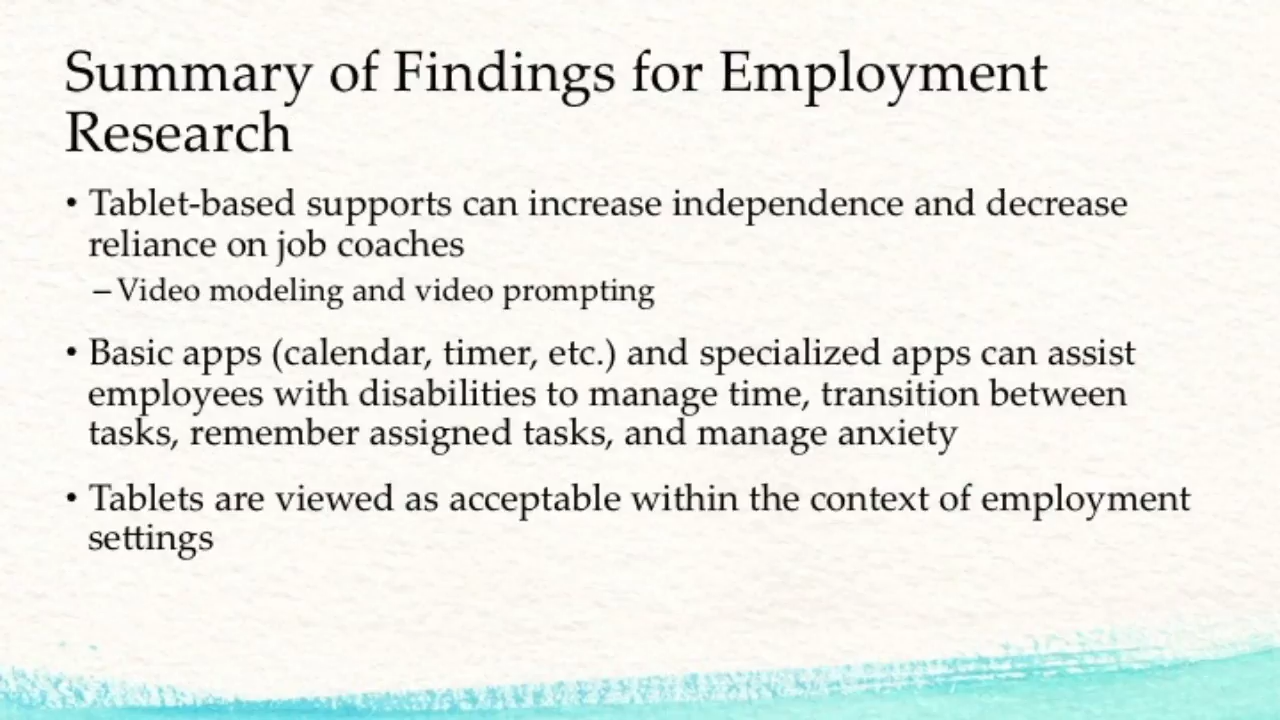 Summary of Findings for Employment
Research
• Tablet-based supports can increase independence and decrease
reliance on job coaches
– Video modeling and video prompting
• Basic apps (calendar, timer, etc.) and specialized apps can assist
employees with disabilities to manage time, transition between
tasks, remember assigned tasks, and manage anxiety
• Tablets are viewed as acceptable within the context of employment
settings